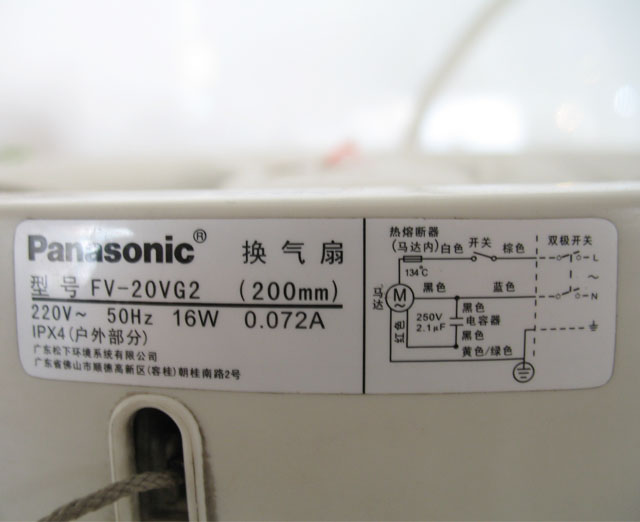 Panasonic® 换气扇
型号 FV-20VG2 (200mm)
220V~ 50Hz 16W 0.072A
IPX4(户外部分)
广东松下环境系统有限公司
广东省佛山市顺德高新区(容桂)朝桂南路2号
热熔断器
(马达内) 白色 开关 棕色 双极开关
134℃
L
~
马达 M~ 黑色 蓝色 N
红色 250V 2.1μF 黑色
电容器
黑色
黄色/绿色